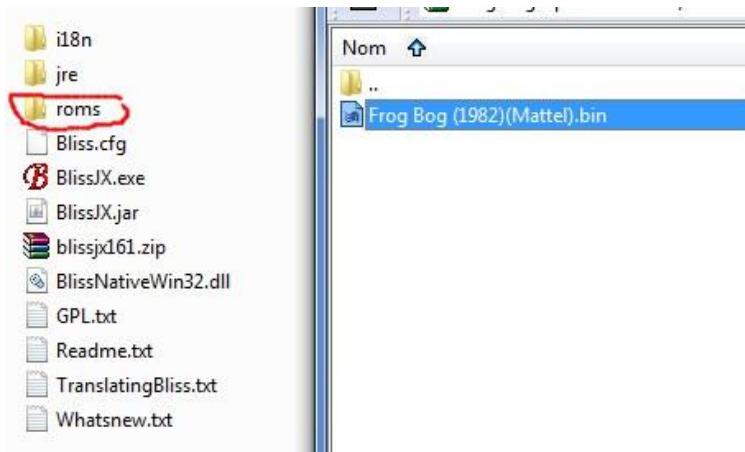 i18n
jre
roms
Bliss.cfg
BlissJX.exe
BlissJX.jar
blissjx161.zip
BlissNativeWin32.dll
GPL.txt
Readme.txt
TranslatingBliss.txt
Whatsnew.txt
Nom
..
Frog Bog (1982)(Mattel).bin